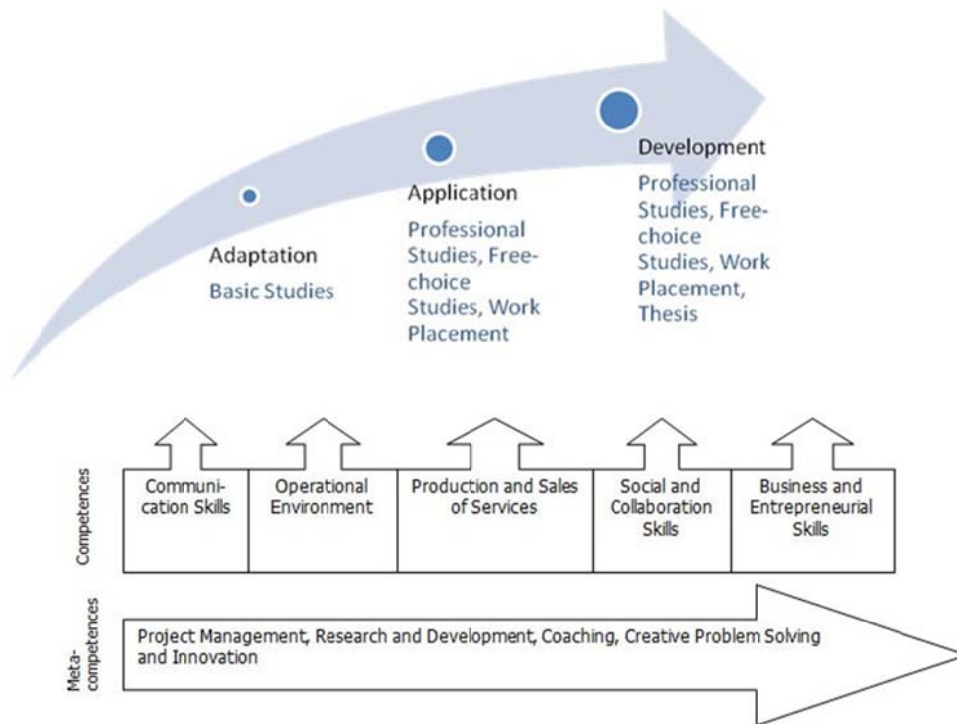 Development
Professional
Studies, Free-
choice
Studies, Work
Placement,
Thesis
Application
Professional
Studies, Free-
choice
Studies, Work
Placement
Adaptation
Basic Studies
Competences
Communi-
cation Skills
Operational
Environment
Production and Sales
of Services
Social and
Collaboration
Skills
Business and
Entrepreneurial
Skills
Meta-
competences
Project Management, Research and Development, Coaching, Creative Problem Solving
and Innovation